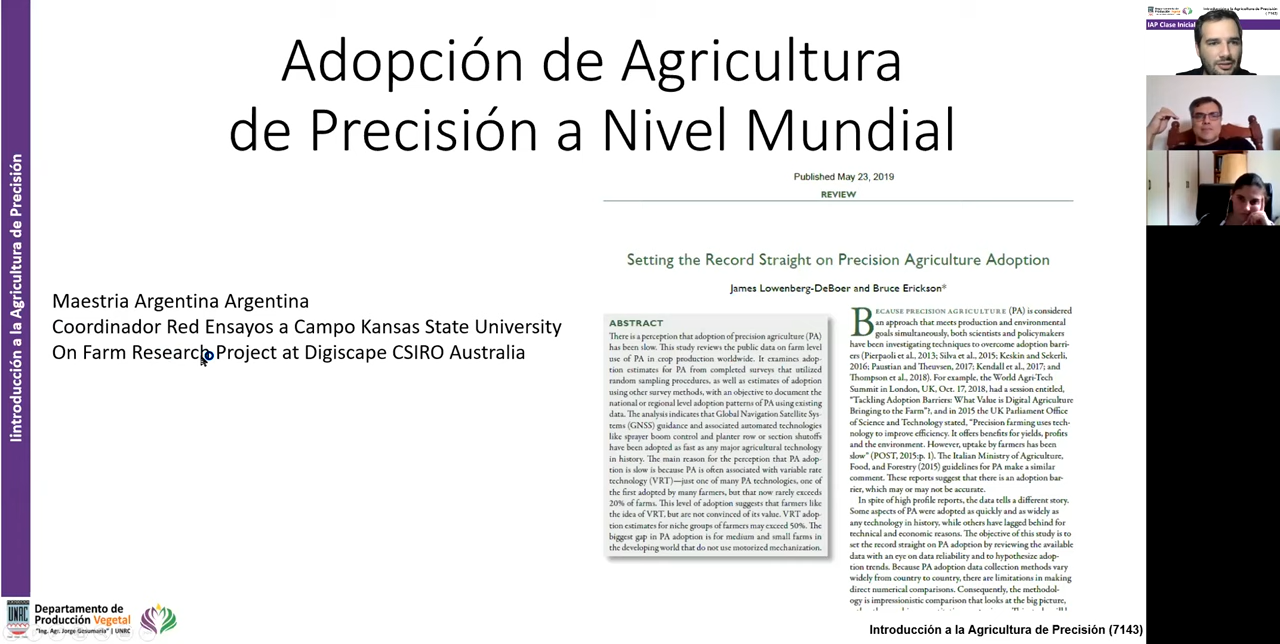 Adopción de Agricultura
de Precisión a Nivel Mundial
Published May 23, 2019
REVIEW
Setting the Record Straight on Precision Agriculture Adoption
James Lowenberg-DeBoer and Bruce Erickson*
Maestria Argentina Argentina
Coordinador Red Ensayos a Campo Kansas State University
On Farm Research Project at Digiscape CSIRO Australia
ABSTRACT
There is a perception that adoption of precision agriculture (PA)
has been slow. This study reviews the public data on farm level
use of PA in crop production worldwide. It examines adop-
tion estimates for PA from completed surveys that utilized
random sampling procedures, as well as estimates of adoption
using other survey methods, with an objective to document the
national or regional level adoption patterns of PA using existing
data. The analysis indicates that Global Navigation Satellite Sys-
tems (GNSS) guidance and associated automated technologies
like sprayer boom control and planter row or section shutoffs
have been adopted as fast as any major agricultural technology
in history. The main reason for the perception that PA adop-
tion is slow is because PA is often associated with variable rate
technology (VRT)—just one of many PA technologies, one of
the first adopted by many farmers, but that now rarely exceeds
20% of farms. This level of adoption suggests that farmers like
the idea of VRT, but are not convinced of its value. VRT adop-
tion estimates for niche groups of farmers may exceed 50%. The
biggest gap in PA adoption is for medium and small farms in
the developing world that do not use motorized mechanization.
BECAUSE PRECISION AGRICULTURE (PA) is considered
an approach that meets production and environmental
goals simultaneously, both scientists and policymakers
have been investigating techniques to overcome adoption barri-
ers (Pierpaoli et al., 2013; Silva et al., 2015; Keskin and Sekerli,
2016; Paustian and Theuvsen, 2017; Kendall et al., 2017; and
Thompson et al., 2018). For example, the World Agri-Tech
Summit in London, UK, Oct. 17, 2018, had a session entitled,
"Tackling Adoption Barriers: What Value is Digital Agriculture
Bringing to the Farm"?, and in 2015 the UK Parliament Office
of Science and Technology stated, "Precision farming uses tech-
nology to improve efficiency. It offers benefits for yields, profits
and the environment. However, uptake by farmers has been
slow" (POST, 2015:p. 1). The Italian Ministry of Agriculture,
Food, and Forestry (2015) guidelines for PA make a similar
comment. These reports suggest that there is an adoption bar-
rier, which may or may not be accurate.
In spite of high profile reports, the data tells a different story.
Some aspects of PA were adopted as quickly and as widely as
any technology in history, while others have lagged behind for
technical and economic reasons. The objective of this study is to
set the record straight on PA adoption by reviewing the available
data with an eye on data reliability and to hypothesize adop-
tion trends. Because PA adoption data collection methods vary
widely from country to country, there are limitations in making
direct numerical comparisons. Consequently, the methodol-
ogy is impressionistic comparison that looks at the big picture,
Iintroducción a la Agricultura de Precisión
UNRC
Departamento de
Producción Vegetal
"Ing. Agr. Jorge Gesumaria" | UNRC
Introducción a la Agricultura de Precisión (7143)
Departamento de
Producción Vegetal
Introducción a la Agricultura de Precisión
(7143)
IAP Clase Inicial